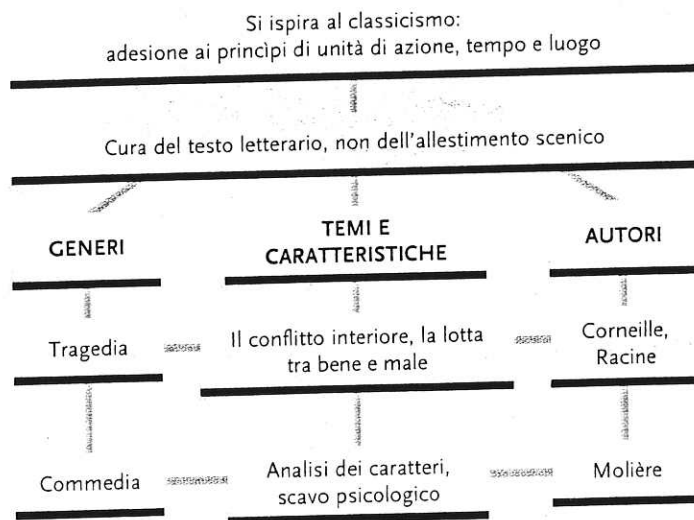 Si ispira al classicismo:
adesione ai princìpi di unità di azione, tempo e luogo
Cura del testo letterario, non dell'allestimento scenico
GENERI
TEMI E
CARATTERISTICHE
AUTORI
Tragedia
Il conflitto interiore, la lotta
tra bene e male
Corneille,
Racine
Commedia
Analisi dei caratteri,
scavo psicologico
Molière